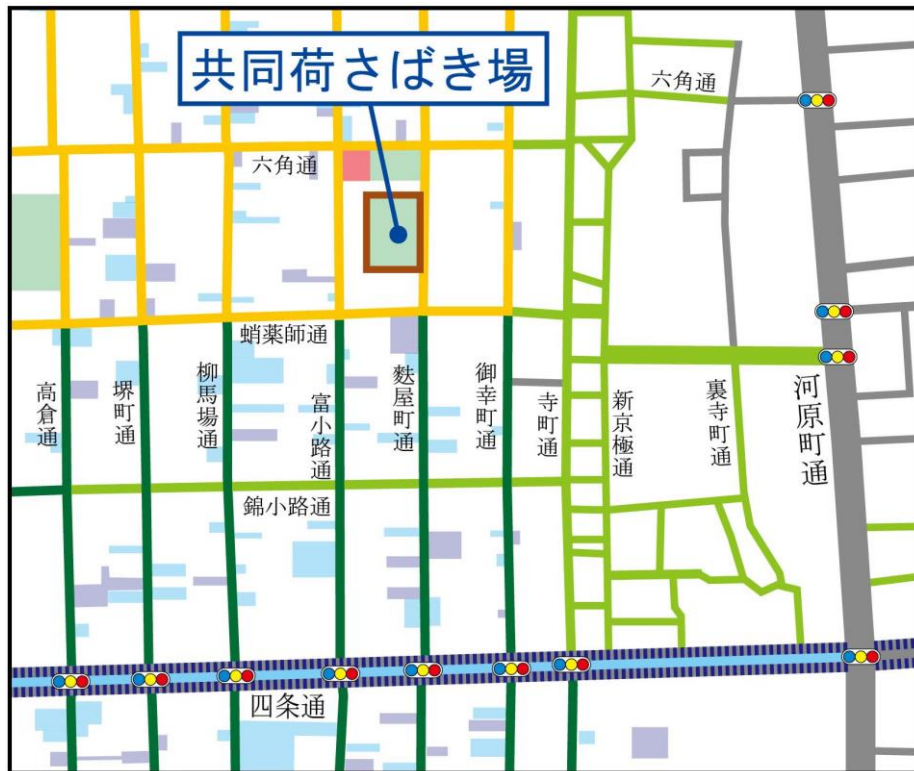 共同荷さばき場
六角通
六角通
蛸薬師通
高倉通
堺町通
柳馬場通
富小路通
麩屋町通
御幸町通
寺町通
新京極通
裏寺町通
河原町通
錦小路通
四条通